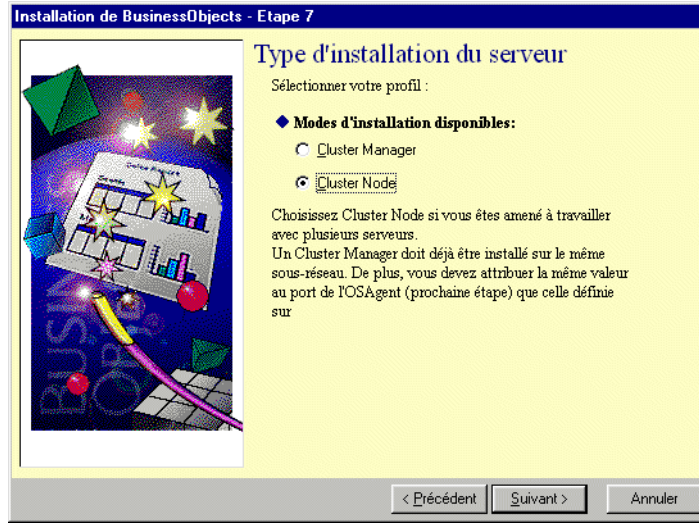 Installation de BusinessObjects - Etape 7
Type d'installation du serveur
Sélectionner votre profil :
Modes d'installation disponibles:
Cluster Manager
Cluster Node
Choisissez Cluster Node si vous êtes amené à travailler
avec plusieurs serveurs.
Un Cluster Manager doit déjà être installé sur le même
sous-réseau. De plus, vous devez attribuer la même valeur
au port de l'OSAgent (prochaine étape) que celle définie
sur
BUSIN
OB
< Précédent
Suivant >
Annuler